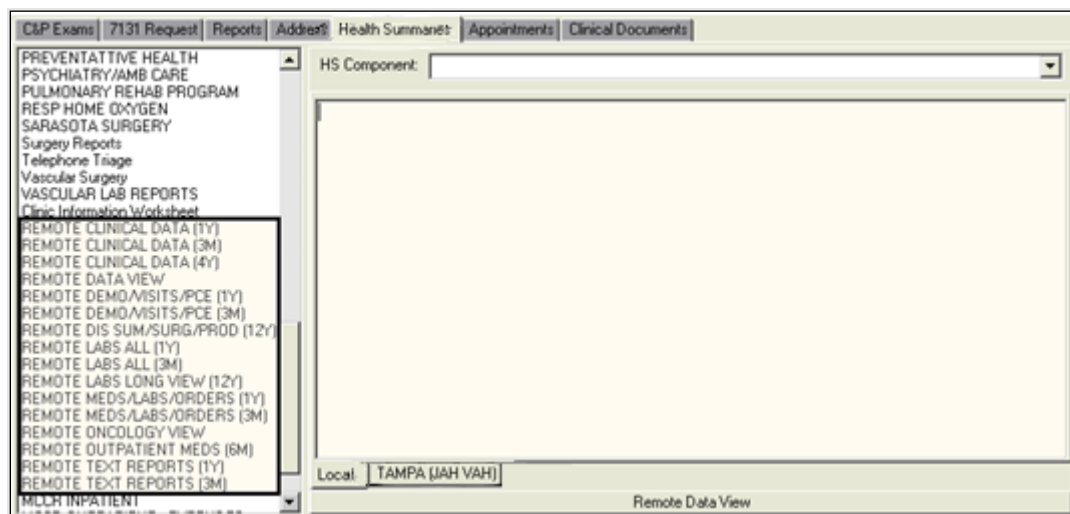 C&P Exams 7131 Request Reports Address Health Summaries Appointments Clinical Documents
PREVENTATTIVE HEALTH
PSYCHIATRY/AMB CARE
PULMONARY REHAB PROGRAM
RESP HOME OXYGEN
SARASOTA SURGERY
Surgery Reports
Telephone Triage
Vascular Surgery
VASCULAR LAB REPORTS
Clinic Information Worksheet
REMOTE CLINICAL DATA (1Y)
REMOTE CLINICAL DATA (3M)
REMOTE CLINICAL DATA (4Y)
REMOTE DATA VIEW
REMOTE DEMO/VISITS/PCE (1Y)
REMOTE DEMO/VISITS/PCE (3M)
REMOTE DIS SUM/SURG/PROD (12Y)
REMOTE LABS ALL (1Y)
REMOTE LABS ALL (3M)
REMOTE LABS LONG VIEW (12Y)
REMOTE MEDS/LABS/ORDERS (1Y)
REMOTE MEDS/LABS/ORDERS (3M)
REMOTE ONCOLOGY VIEW
REMOTE OUTPATIENT MEDS (6M)
REMOTE TEXT REPORTS (1Y)
REMOTE TEXT REPORTS (3M)
MCCR INPATIENT
HS Component:
Local TAMPA (JAH VAH)
Remote Data View